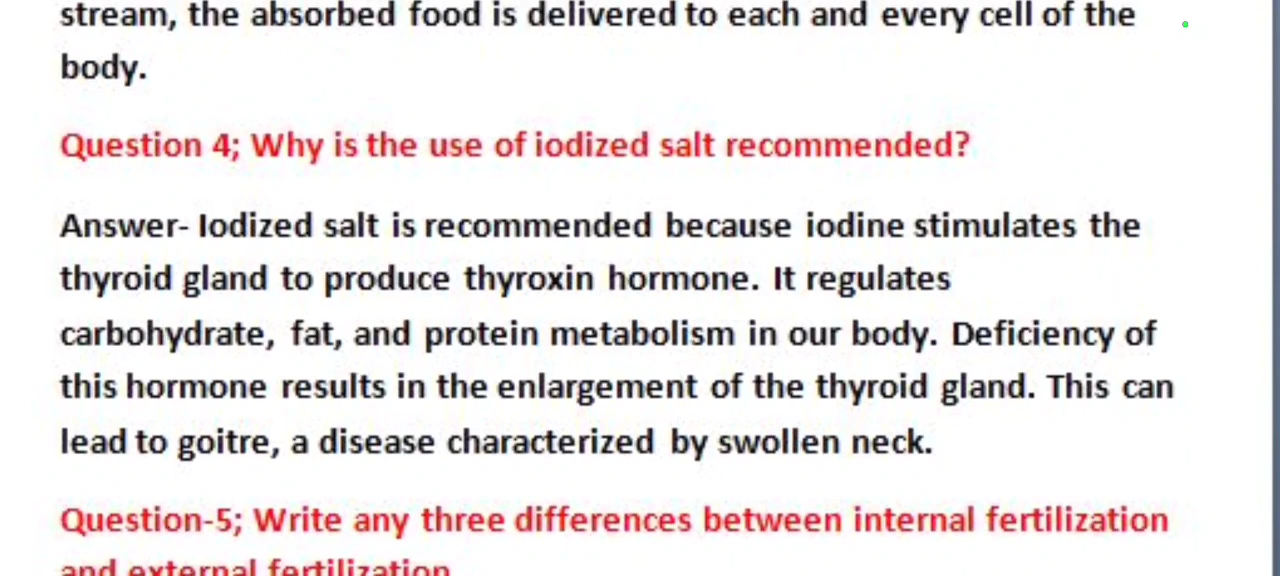 stream, the absorbed food is delivered to each and every cell of the
body.
Question 4; Why is the use of iodized salt recommended?
Answer- Iodized salt is recommended because iodine stimulates the
thyroid gland to produce thyroxin hormone. It regulates
carbohydrate, fat, and protein metabolism in our body. Deficiency of
this hormone results in the enlargement of the thyroid gland. This can
lead to goitre, a disease characterized by swollen neck.
Question-5; Write any three differences between internal fertilization
and external fertilization